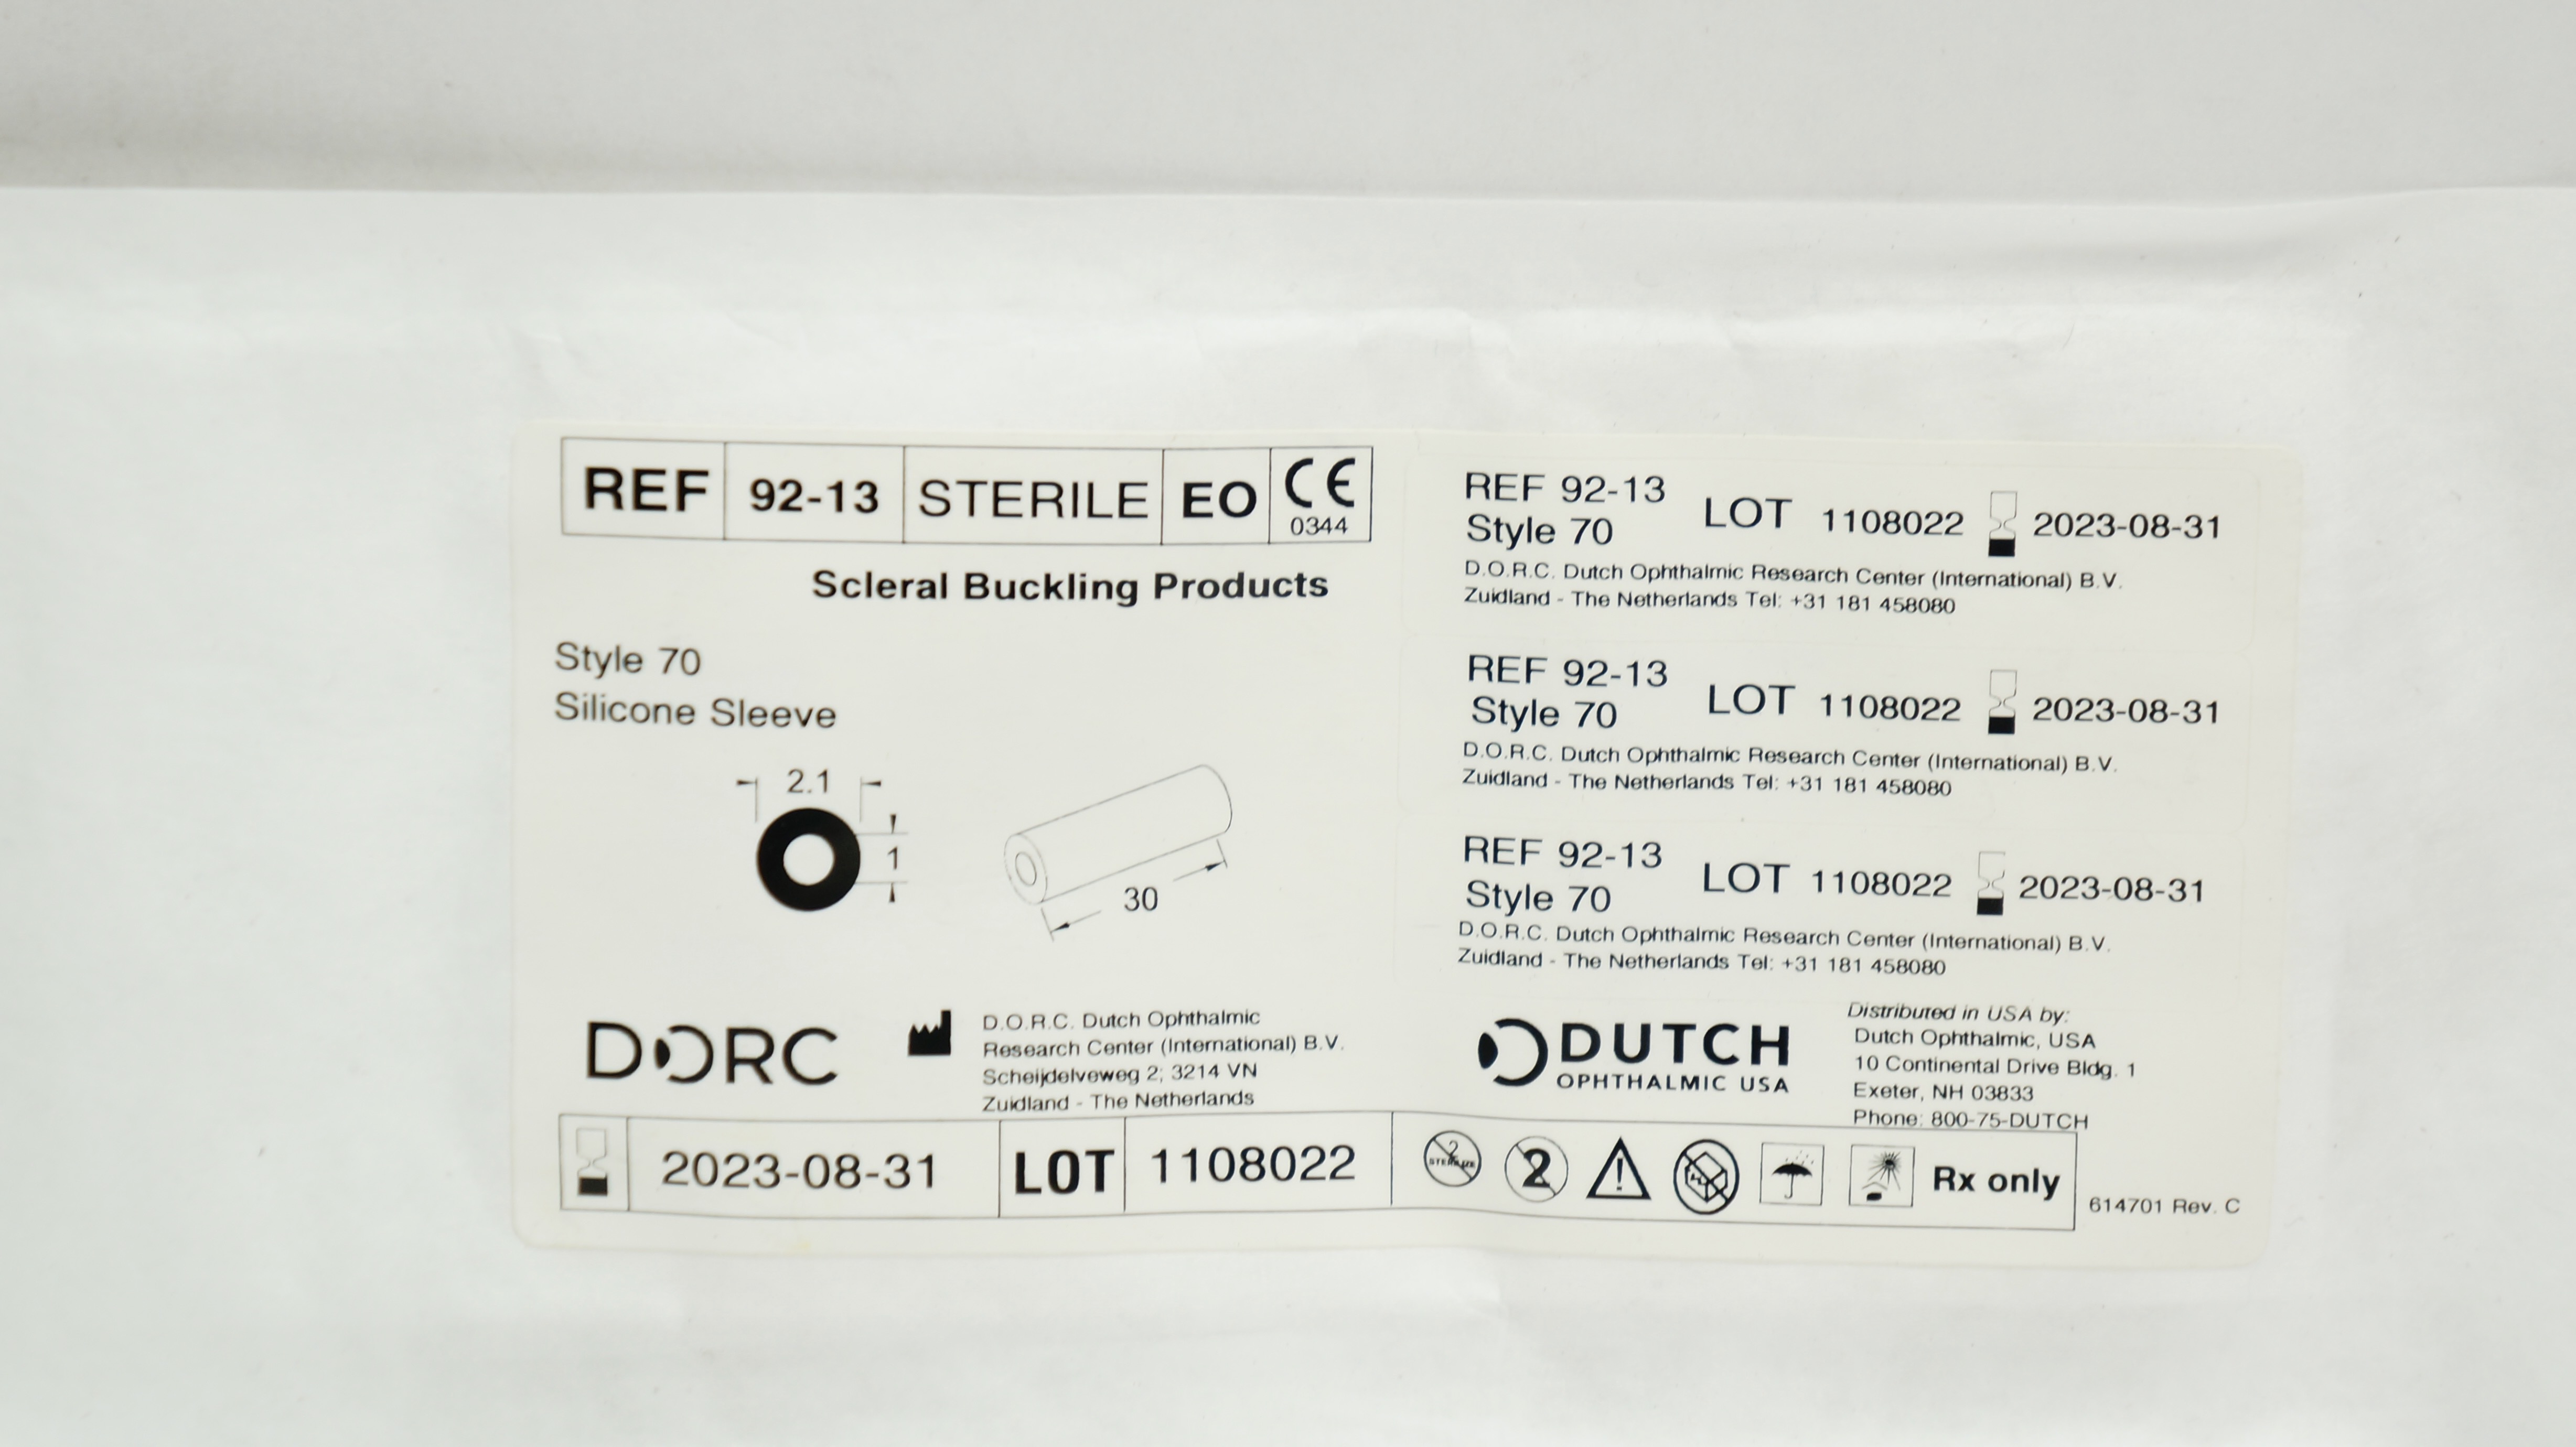 REF 92-13 STERILE EO CE 0344
Scleral Buckling Products
Style 70
Silicone Sleeve
2.1
1
30
DORC
D.O.R.C. Dutch Ophthalmic
Research Center (International) B.V.
Scheijdelveweg 2; 3214 VN
Zuidland - The Netherlands
2023-08-31 LOT 1108022
REF 92-13
Style 70
LOT 1108022 2023-08-31
D.O.R.C. Dutch Ophthalmic Research Center (International) B.V.
Zuidland - The Netherlands Tel: +31 181 458080
REF 92-13
Style 70
LOT 1108022 2023-08-31
D.O.R.C. Dutch Ophthalmic Research Center (International) B.V.
Zuidland - The Netherlands Tel: +31 181 458080
REF 92-13
Style 70
LOT 1108022 2023-08-31
D.O.R.C. Dutch Ophthalmic Research Center (International) B.V.
Zuidland - The Netherlands Tel: +31 181 458080
DUTCH
OPHTHALMIC USA
Distributed in USA by:
Dutch Ophthalmic, USA
10 Continental Drive Bldg. 1
Exeter, NH 03833
Phone: 800-75-DUTCH
2 STERILIZE 2 ! Rx only
614701 Rev. C